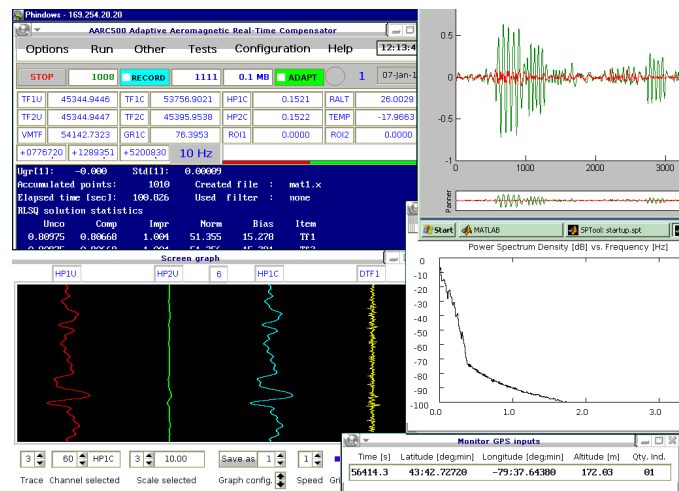 Phindows - 169.254.20.20
AARC500 Adaptive Aeromagnetic Real-Time Compensator
Options Run Other Tests Configuration Help 12:13:4
STOP 1008 RECORD 1111 0.1 MB ADAPT 1 07-Jan-1
TF1U 45344.9446 TF1C 53756.9021 HP1C 0.1521 RALT 26.0029
TF2U 45344.9447 TF2C 45395.9538 HP2C 0.1522 TEMP -17.9663
VMTF 54142.7323 GR1C 76.3953 ROI1 0.0000 ROI2 0.0000
+0776720 +1289351 +5200830 10 Hz
Ugr[1]: -0.000 Std[1]: 0.00009
Accumulated points: 1010 Created file : mat1.x
Elapsed time [sec]: 100.826 Used filter : none
RLSQ solution statistics
Unco Comp Impr Norm Bias Item
0.80975 0.80668 1.004 51.355 15.278 Tf1
0.5
0
-0.5
-1
0 1000 2000 3000
Panner
Start MATLAB SPTool: startup.spt
Power Spectrum Density [dB] vs. Frequency [Hz]
0
-10
-20
-30
-40
-50
-60
-70
-80
-90
-100
0.0 1.0 2.0 3.0
Screen graph
HP1U HP2U 6 HP1C DTF1
3 60 HP1C 3 10.00 Save as 1 1
Trace Channel selected Scale selected Graph config. Speed Gri
Monitor GPS inputs
Time [s] Latitude [deg;min] Longitude [deg;min] Altitude [m] Qty. Ind.
56414.3 43:42.72720 -79:37.64380 172.03 01